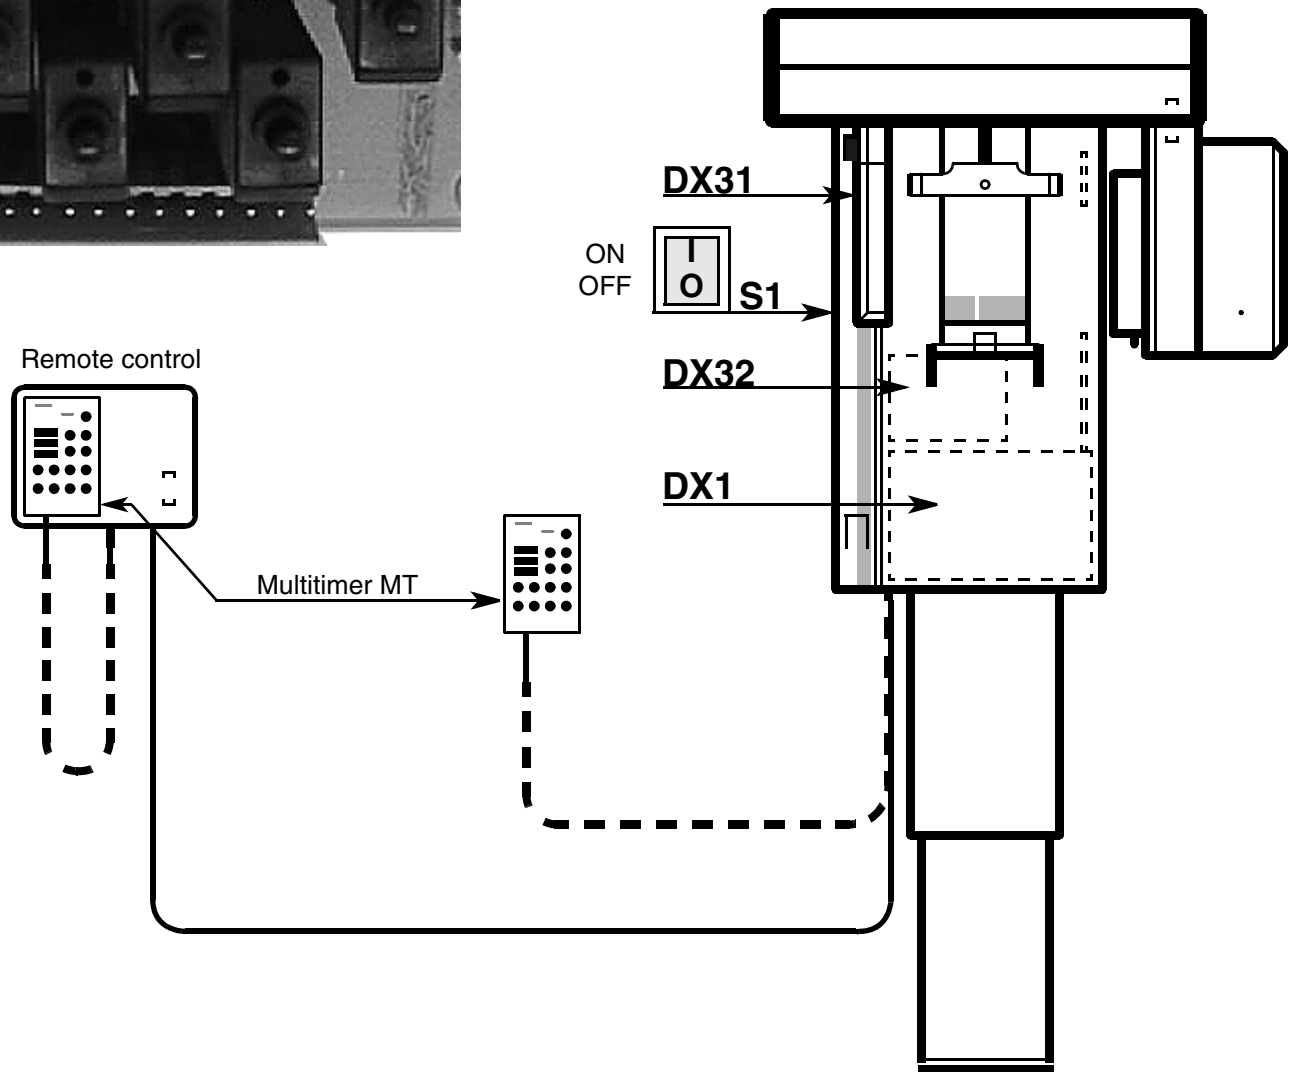 DX31
ON
OFF
I
O
S1
Remote control
DX32
DX1
Multitimer MT